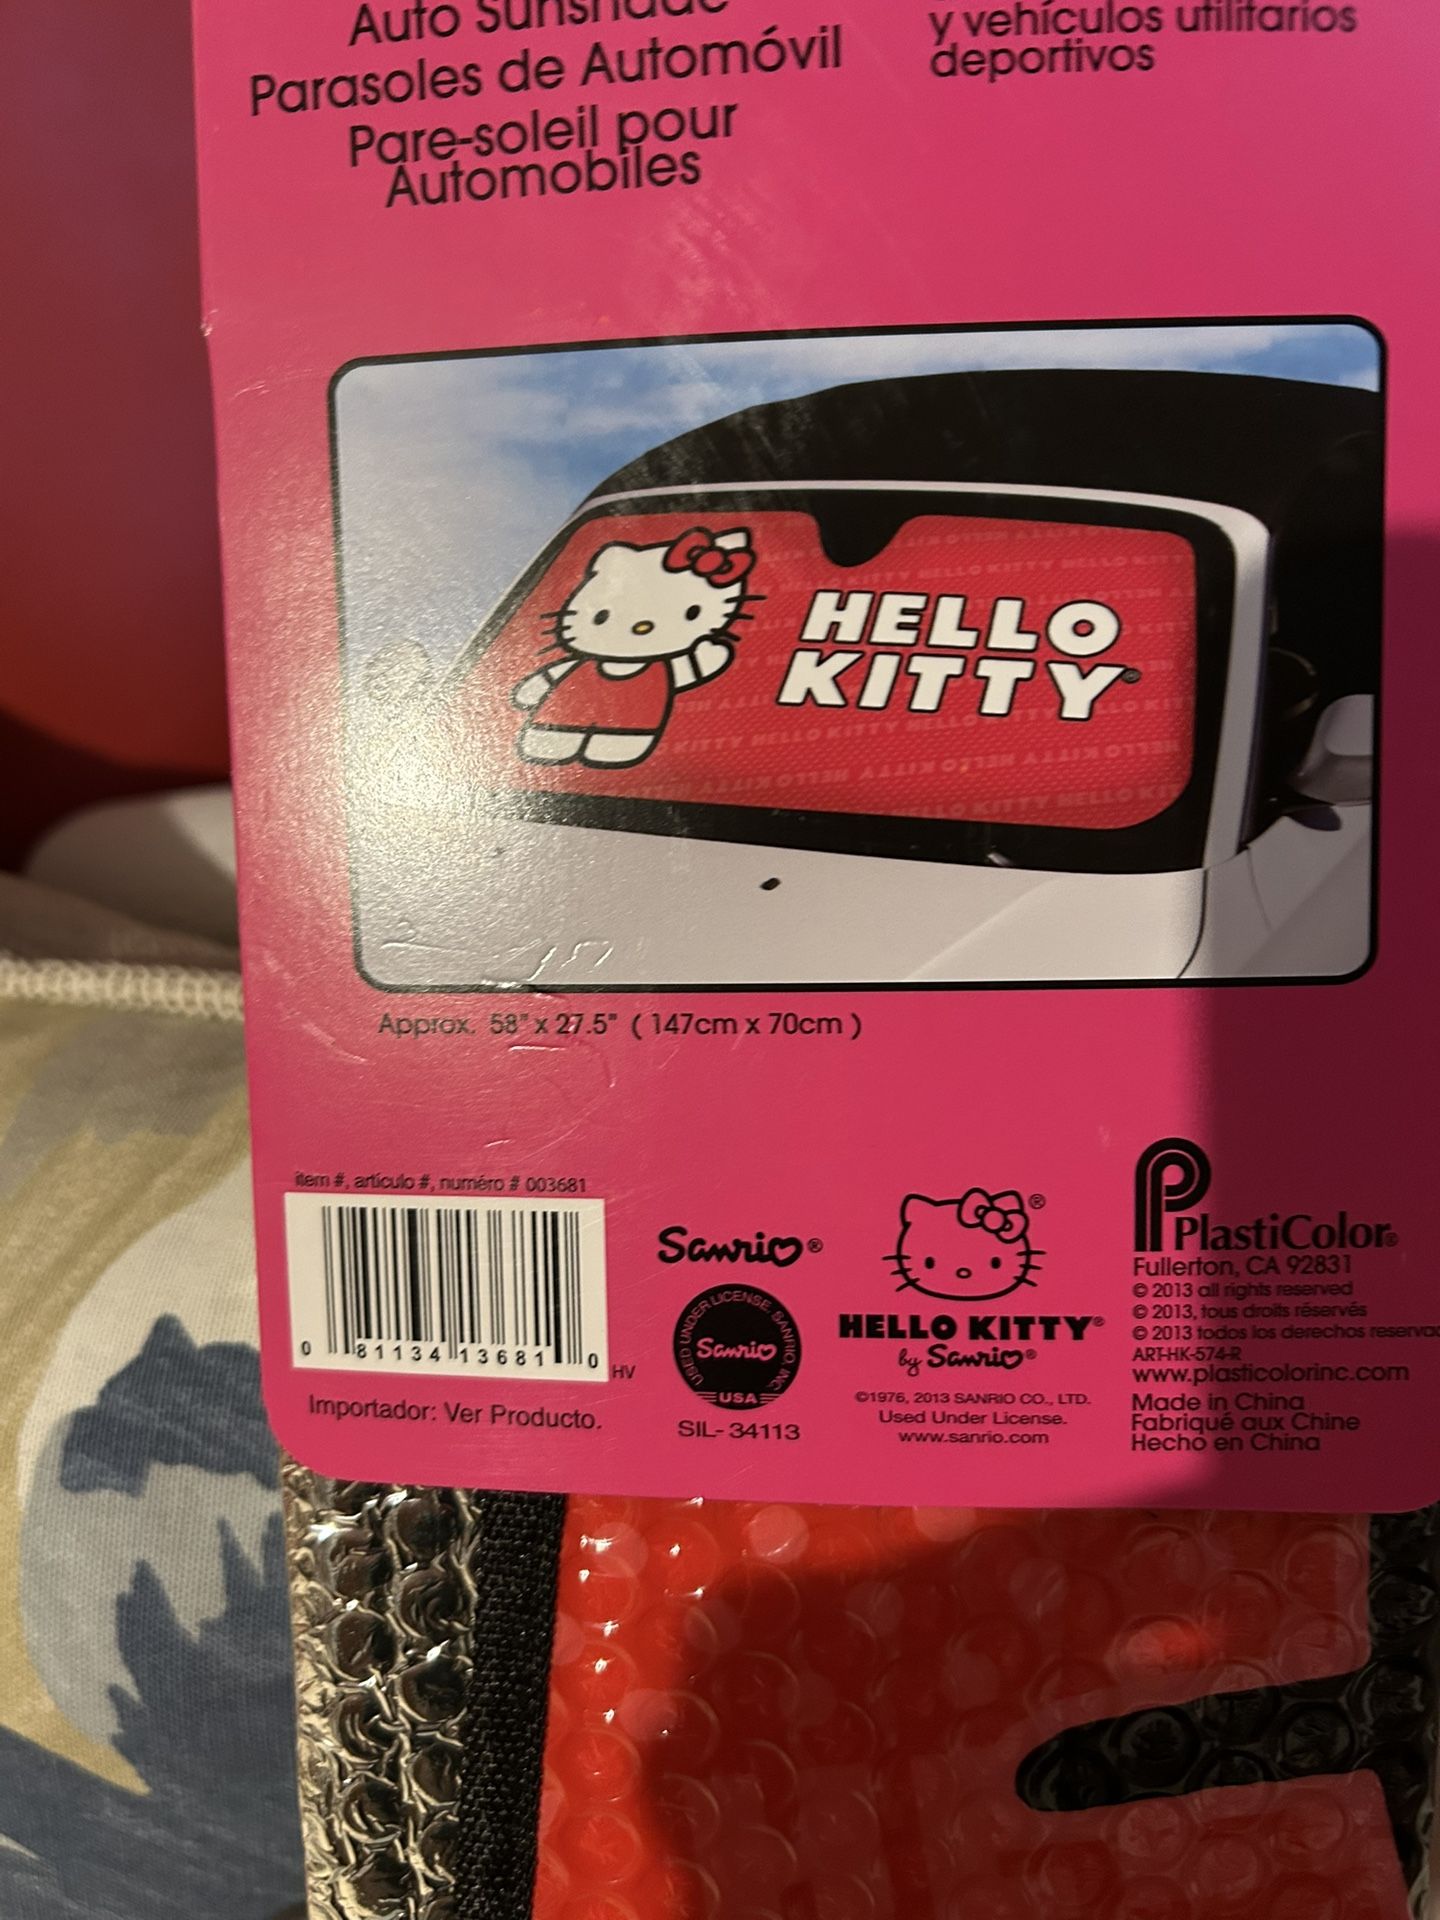 Auto Sunshade
Parasoles de Automóvil
Pare-soleil pour
Automobiles
y vehículos utilitarios
deportivos
HELLO
KITTY®
Approx. 58" x 27.5" ( 147cm x 70cm )
item #, artículo #, numéro # 003681
0 81134 13681 0
HV
Importador: Ver Producto.
Sanrio®
USED UNDER LICENSE. SANRIO, INC.
Sanrio
USA
SIL-34113
®
HELLO KITTY®
by Sanrio®
©1976, 2013 SANRIO CO., LTD.
Used Under License.
www.sanrio.com
PlastiColor®
Fullerton, CA 92831
© 2013 all rights reserved
© 2013, tous droits réservés
© 2013 todos los derechos reserva
ART-HK-574-R
www.plasticolorinc.com
Made in China
Fabriqué aux Chine
Hecho en China